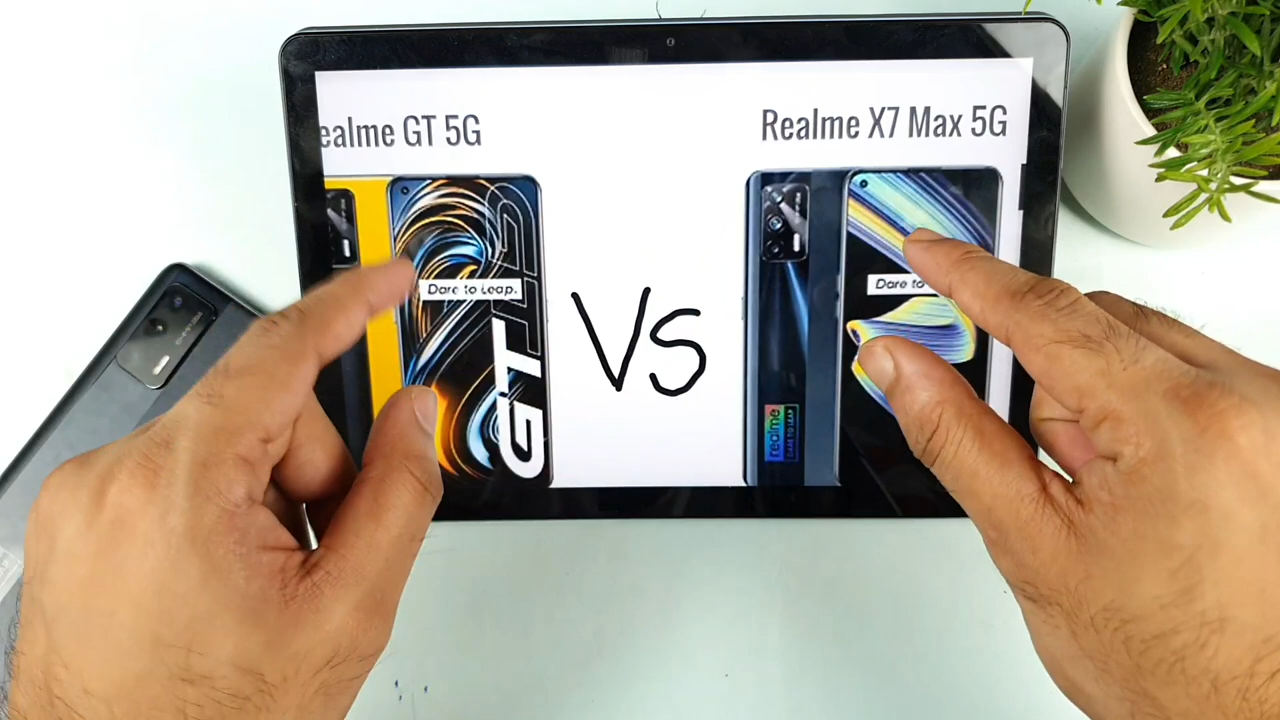 ealme GT 5G
Realme X7 Max 5G
Dare to Leap.
GT
Dare to
VS
realme
DARE TO LEAP